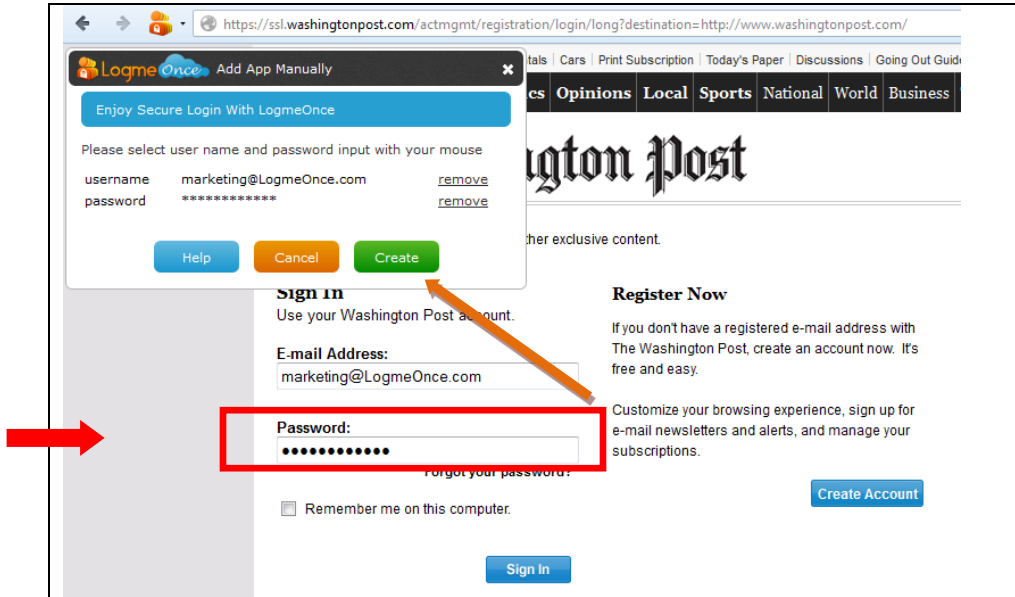 https://ssl.washingtonpost.com/actmgmt/registration/login/long?destination=http://www.washingtonpost.com/
LogmeOnce Add App Manually
tals | Cars | Print Subscription | Today's Paper | Discussions | Going Out Guide
Enjoy Secure Login With LogmeOnce
cs Opinions Local Sports National World Business
Please select user name and password input with your mouse
username marketing@LogmeOnce.com remove
password ************ remove
ngton Post
ther exclusive content.
Help Cancel Create
Sign In
Use your Washington Post account.
E-mail Address:
marketing@LogmeOnce.com
Password:
••••••••••••
Forgot your password?
Remember me on this computer.
Sign In
Register Now
If you don't have a registered e-mail address with
The Washington Post, create an account now. It's
free and easy.
Customize your browsing experience, sign up for
e-mail newsletters and alerts, and manage your
subscriptions.
Create Account